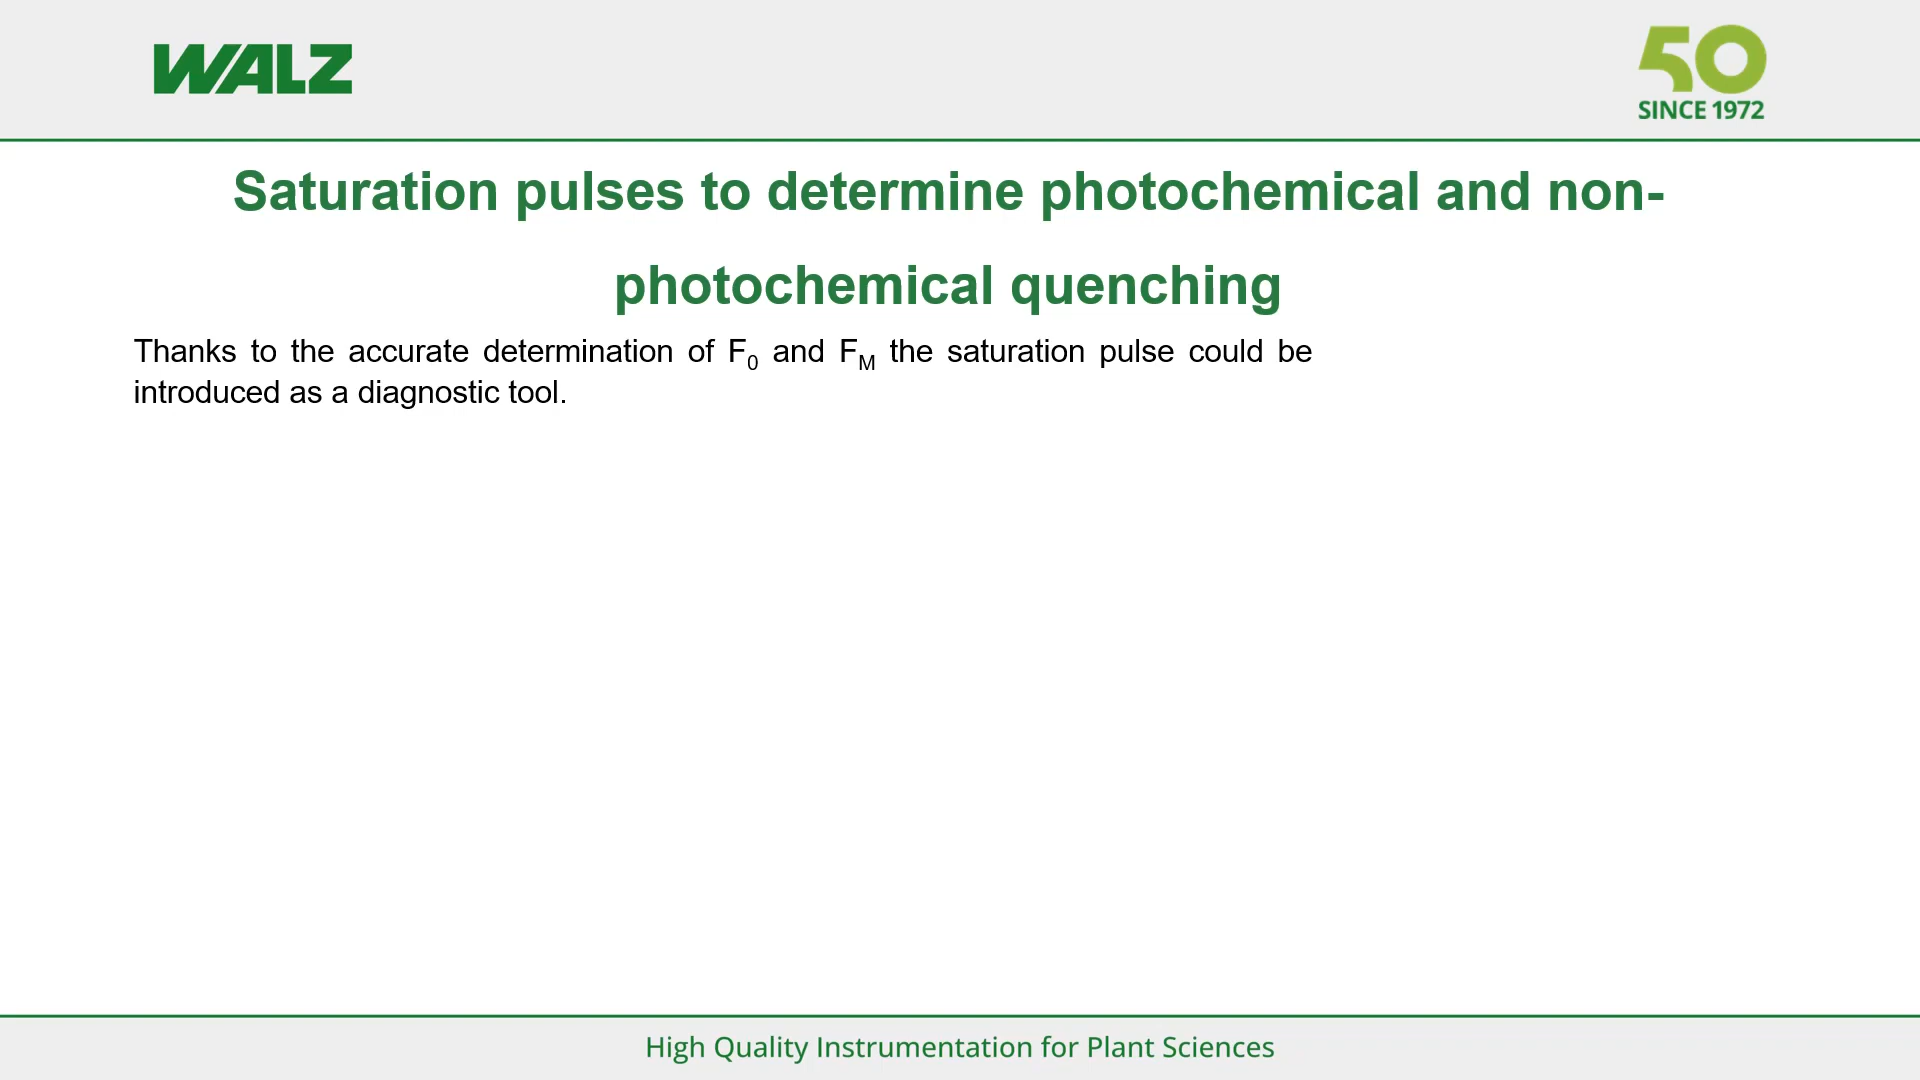 WALZ
50
SINCE 1972
Saturation pulses to determine photochemical and non-
photochemical quenching
Thanks to the accurate determination of F₀ and F_M the saturation pulse could be
introduced as a diagnostic tool.
High Quality Instrumentation for Plant Sciences